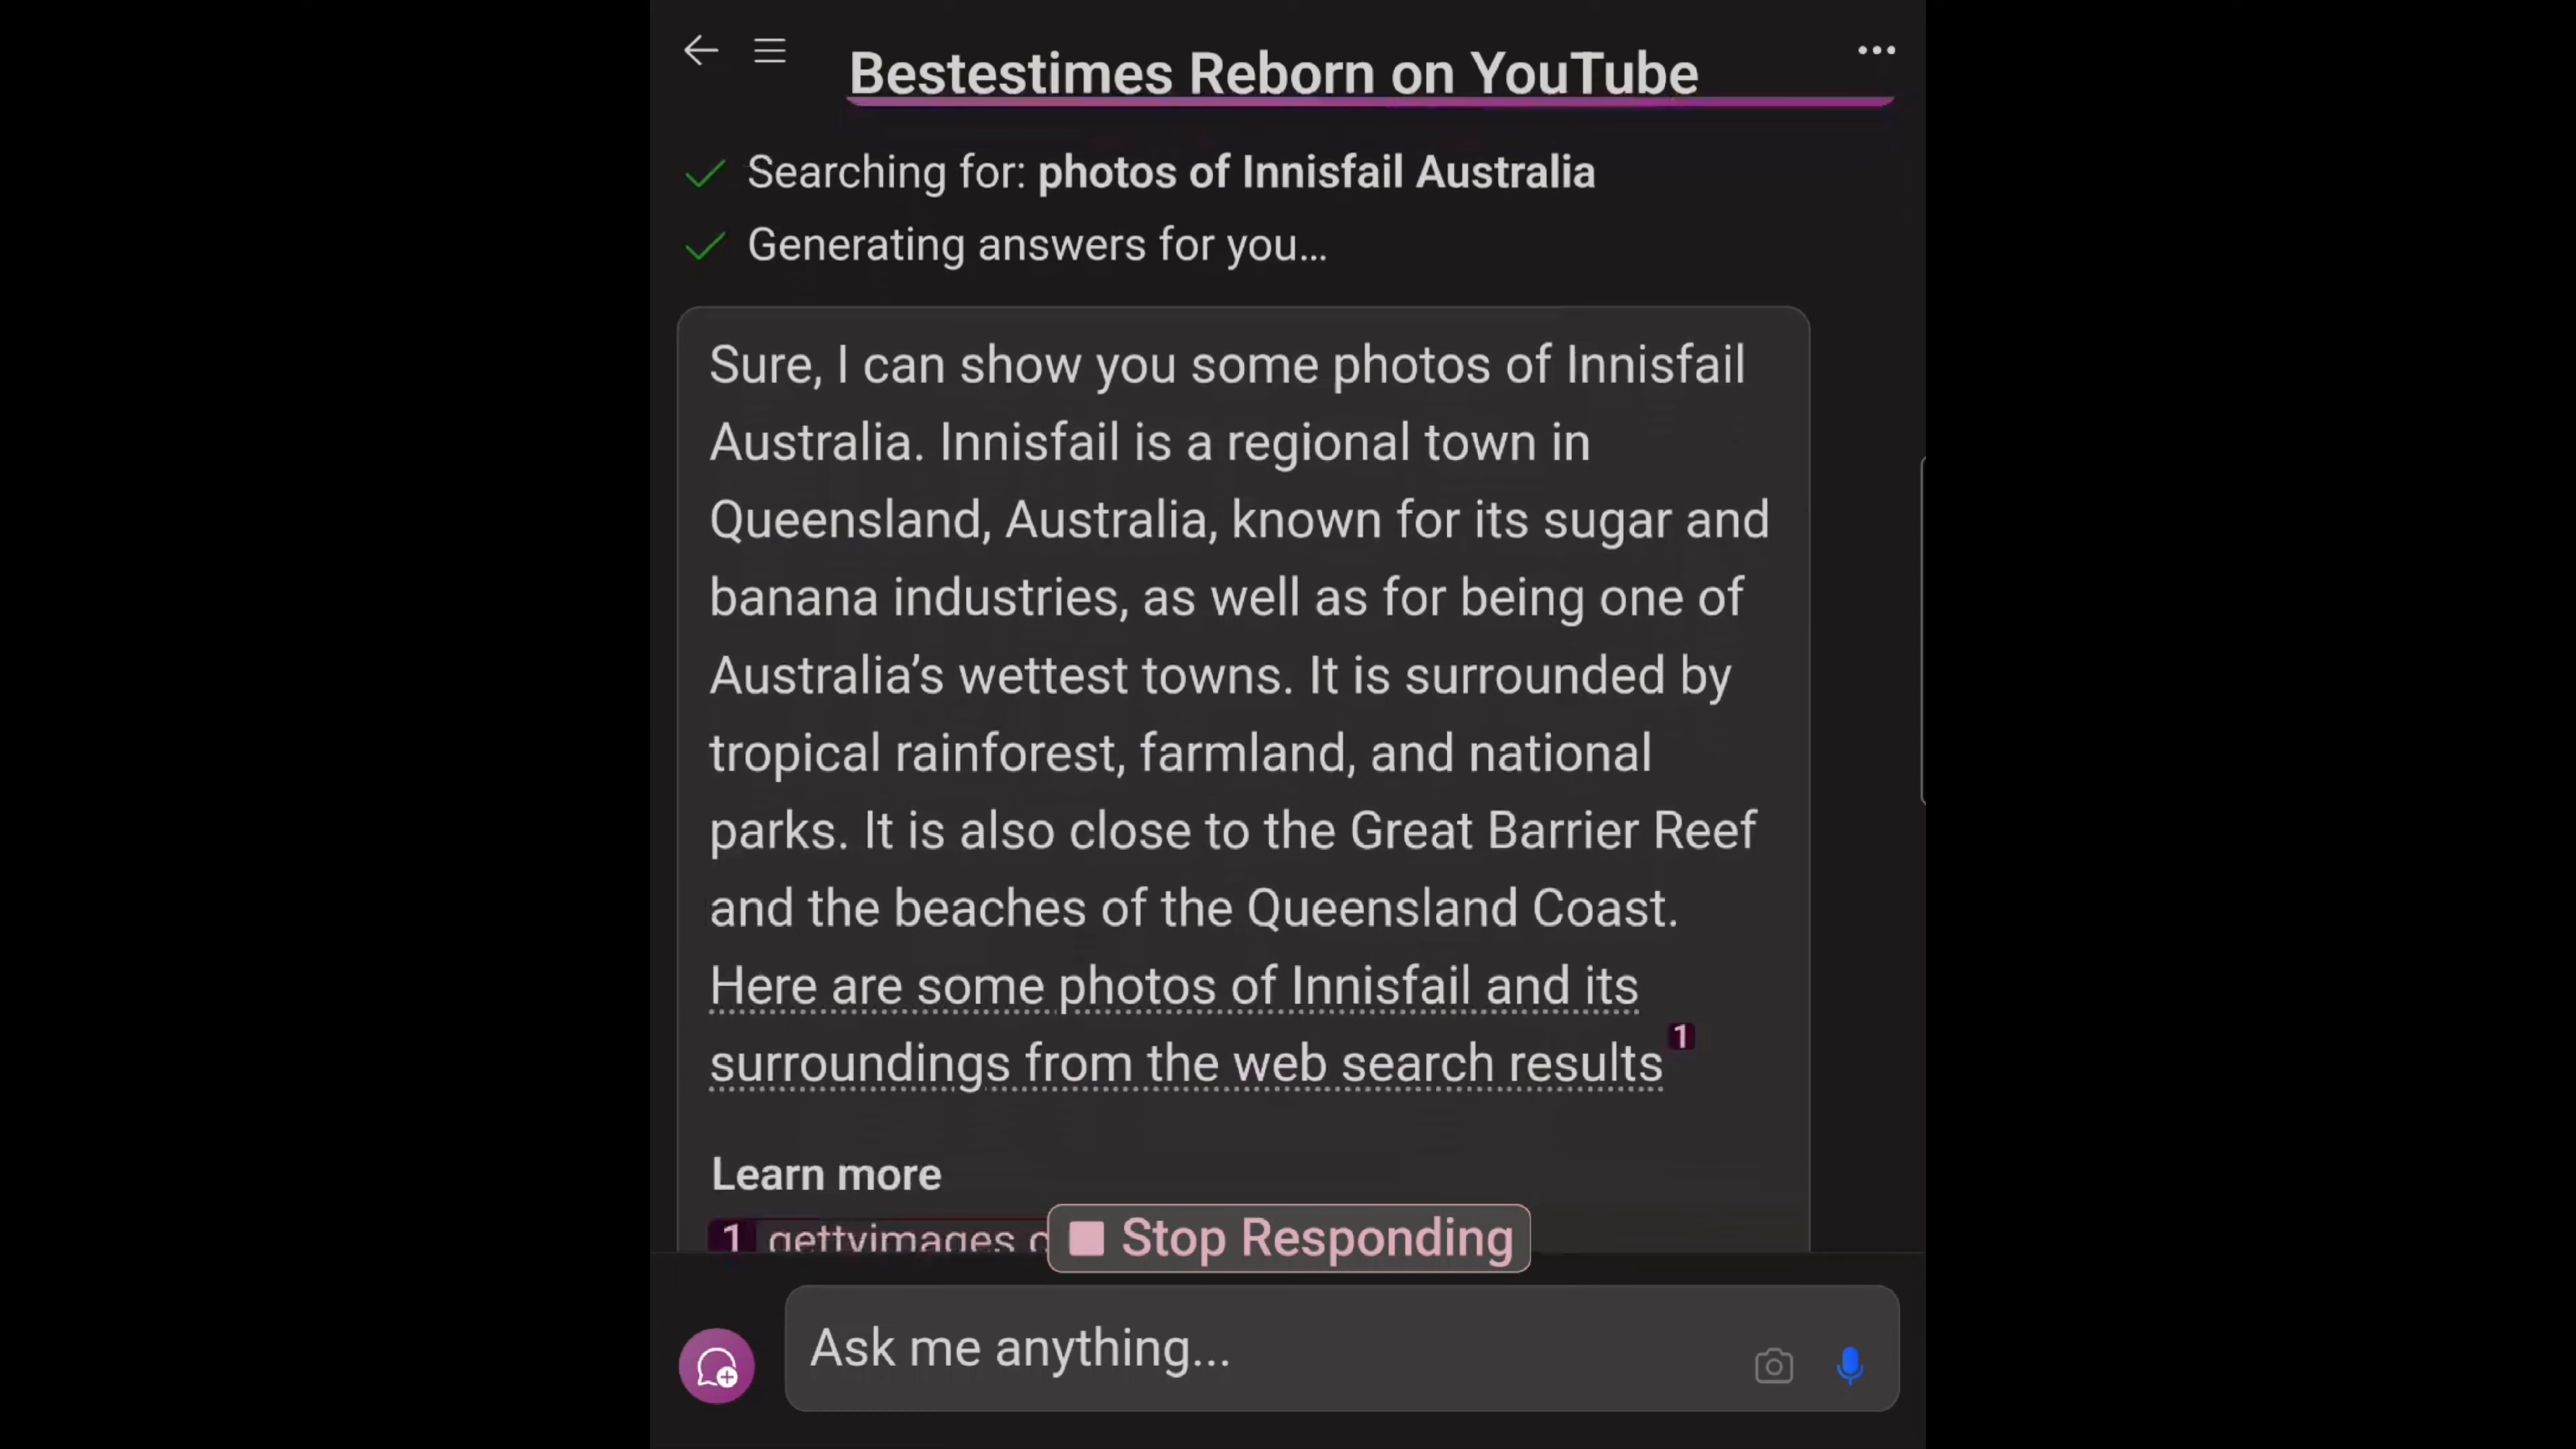 Bestestimes Reborn on YouTube
Searching for: photos of Innisfail Australia
Generating answers for you...
Sure, I can show you some photos of Innisfail
Australia. Innisfail is a regional town in
Queensland, Australia, known for its sugar and
banana industries, as well as for being one of
Australia’s wettest towns. It is surrounded by
tropical rainforest, farmland, and national
parks. It is also close to the Great Barrier Reef
and the beaches of the Queensland Coast.
Here are some photos of Innisfail and its
surroundings from the web search results 1
Learn more
1 gettyimages
Stop Responding
Ask me anything...